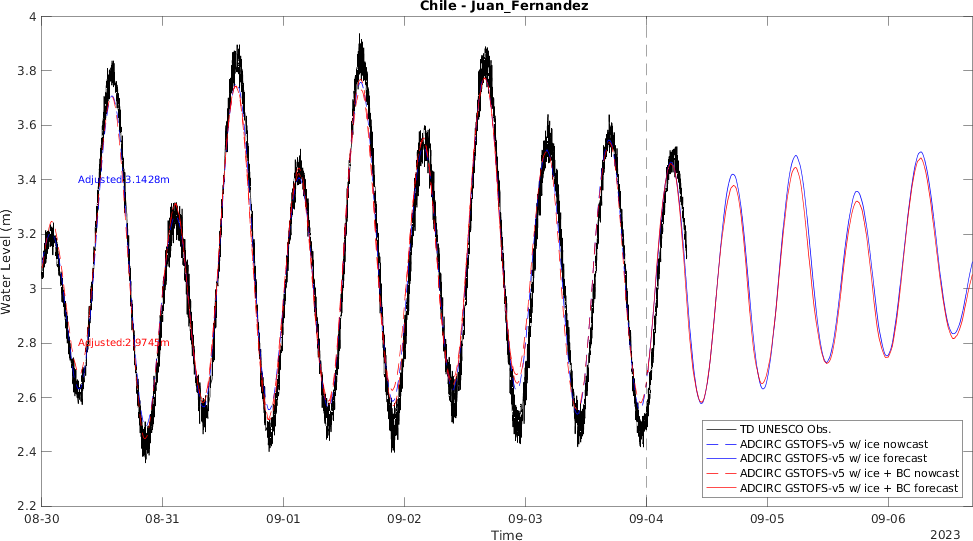 Chile - Juan_Fernandez
4
3.8
3.6
3.4
3.2
3
2.8
2.6
2.4
2.2
Water Level (m)
Adjusted:3.1428m
Adjusted:2.9745m
TD UNESCO Obs.
ADCIRC GSTOFS-v5 w/ ice nowcast
ADCIRC GSTOFS-v5 w/ ice forecast
ADCIRC GSTOFS-v5 w/ ice + BC nowcast
ADCIRC GSTOFS-v5 w/ ice + BC forecast
08-30 08-31 09-01 09-02 09-03 09-04 09-05 09-06
Time
2023